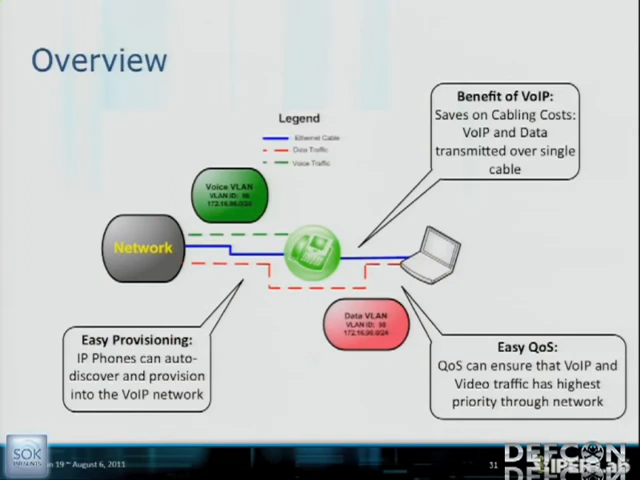 Overview
Benefit of VoIP:
Saves on Cabling Costs:
VoIP and Data
transmitted over single
cable
Legend
Ethernet Cable
Data Traffic
Voice Traffic
Voice VLAN
Network
Data VLAN
Easy Provisioning:
IP Phones can auto-
discover and provision
into the VoIP network
Easy QoS:
QoS can ensure that VoIP and
Video traffic has highest
priority through network
SOK
19 ~ August 6, 2011
31
DEFCON